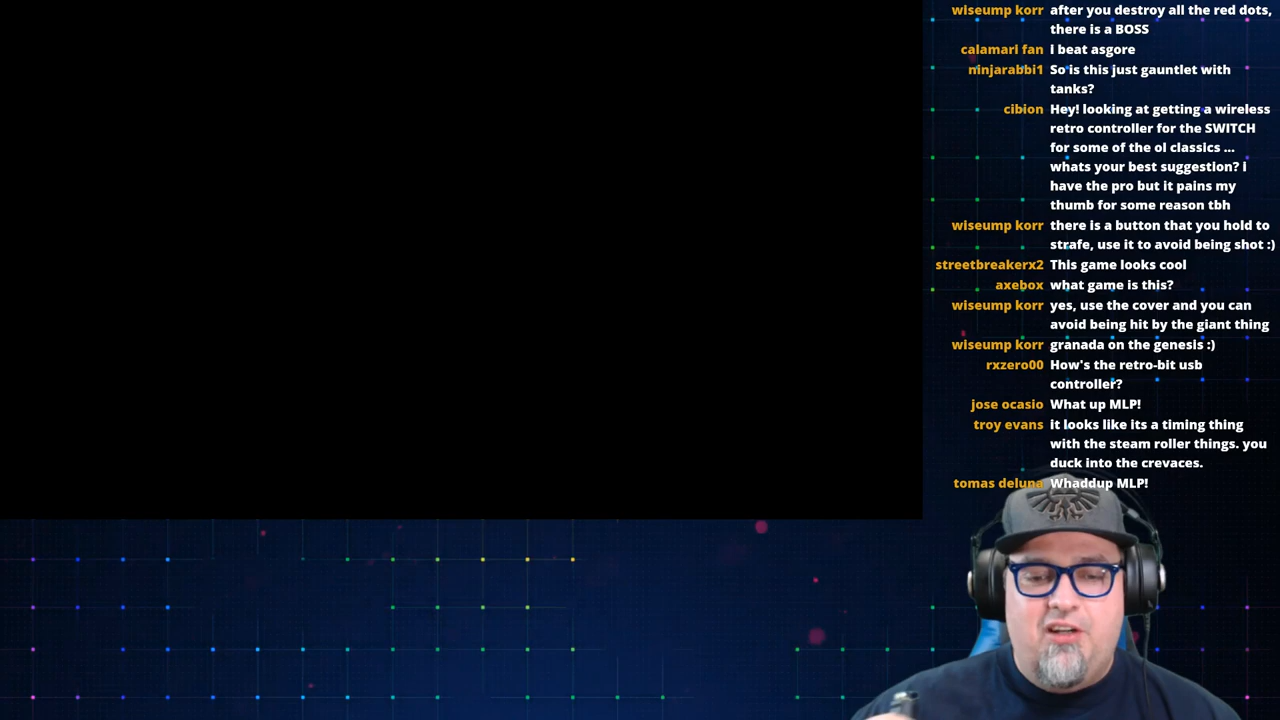 wiseump korr after you destroy all the red dots,
there is a BOSS
calamari fan I beat asgore
ninjarabbi1 So is this just gauntlet with
tanks?
cibion Hey! looking at getting a wireless
retro controller for the SWITCH
for some of the ol classics ...
whats your best suggestion? i
have the pro but it pains my
thumb for some reason tbh
wiseump korr there is a button that you hold to
strafe, use it to avoid being shot :)
streetbreakerx2 This game looks cool
axebox what game is this?
wiseump korr yes, use the cover and you can
avoid being hit by the giant thing
wiseump korr granada on the genesis :)
rxzero00 How's the retro-bit usb
controller?
jose ocasio What up MLP!
troy evans it looks like its a timing thing
with the steam roller things. you
duck into the crevaces.
tomas deluna Whaddup MLP!